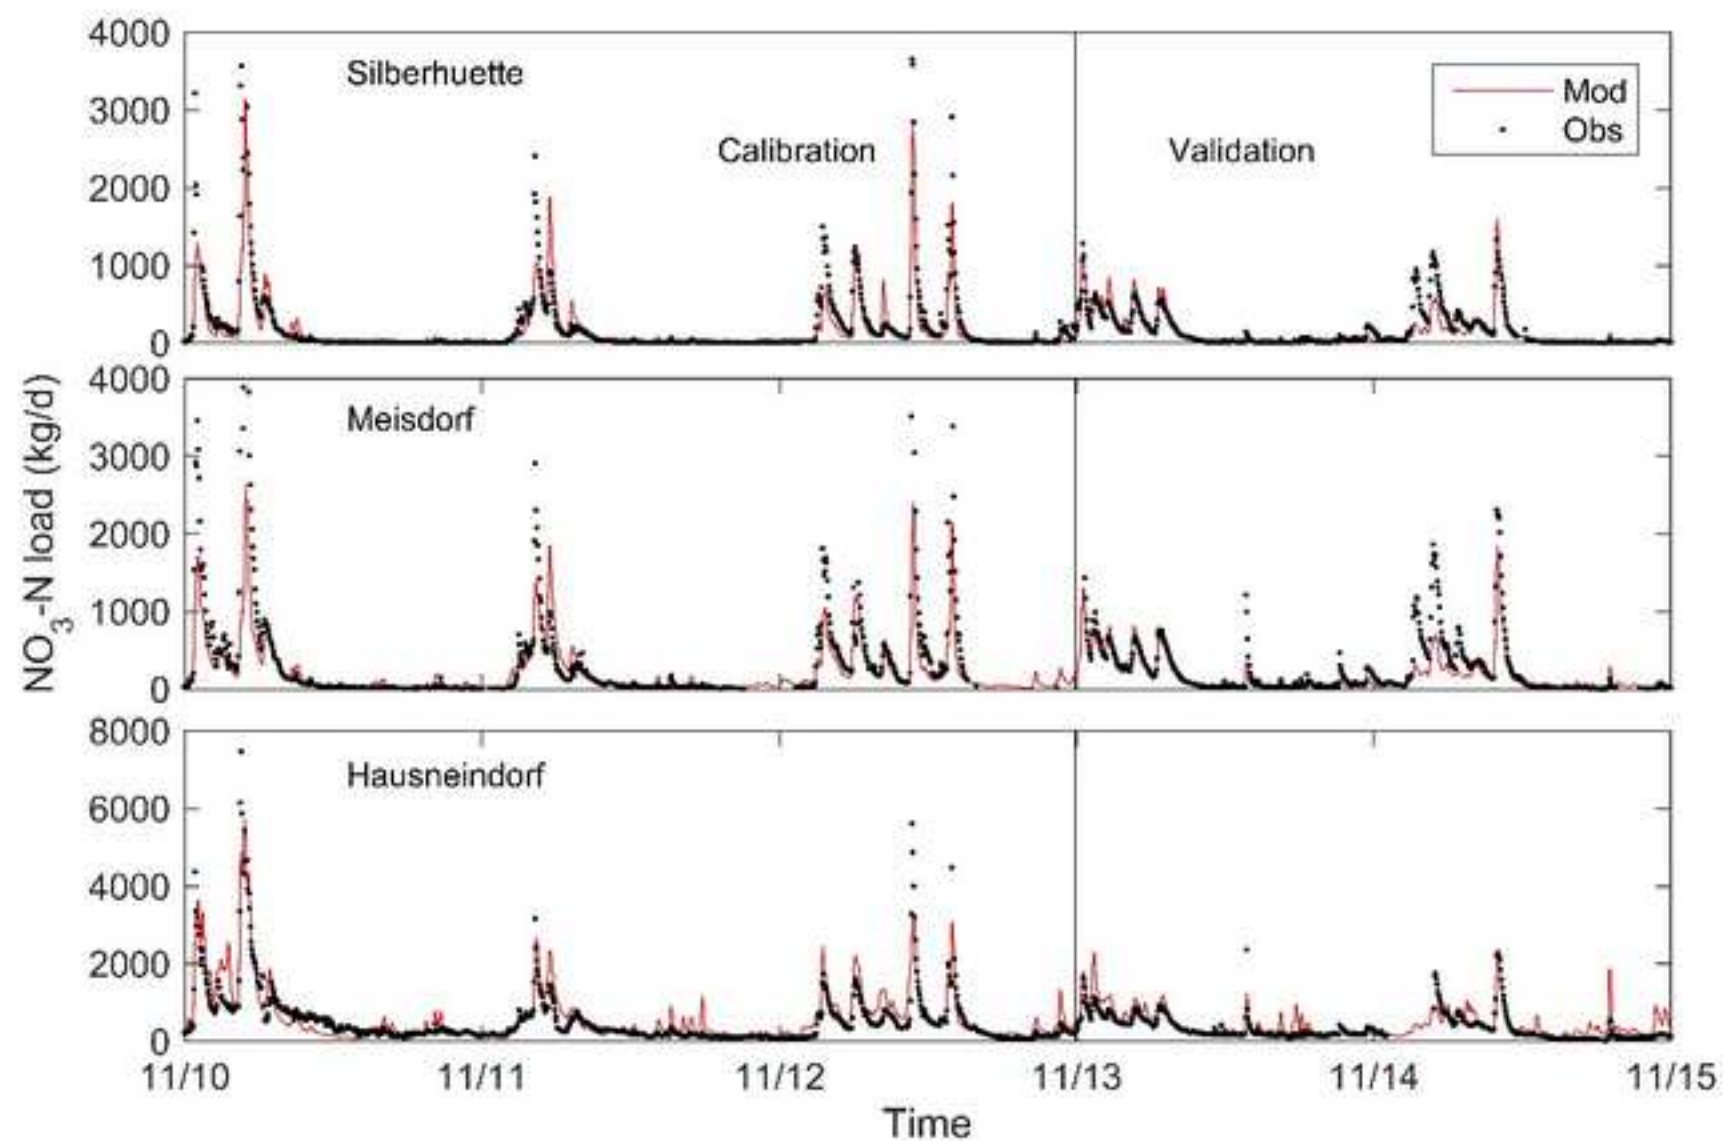 4000
Silberhuette
Mod
3000
Obs
Calibration
Validation
2000
1000
0
4000
Meisdorf
3000
2000
1000
0
NO3-N load (kg/d)
8000
Hausneindorf
6000
4000
2000
0
11/10 11/11 11/12 11/13 11/14 11/15
Time